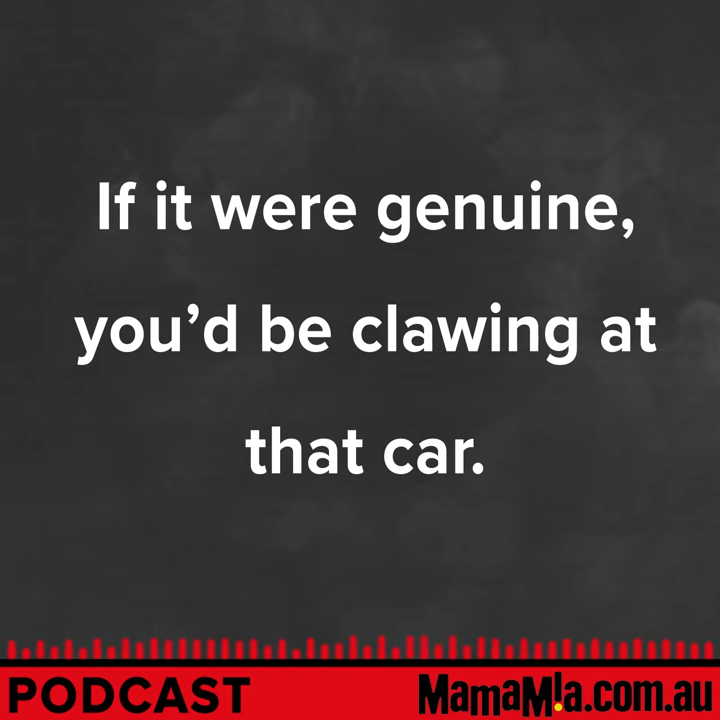 If it were genuine,
you’d be clawing at
that car.
PODCAST
MamaMia.com.au